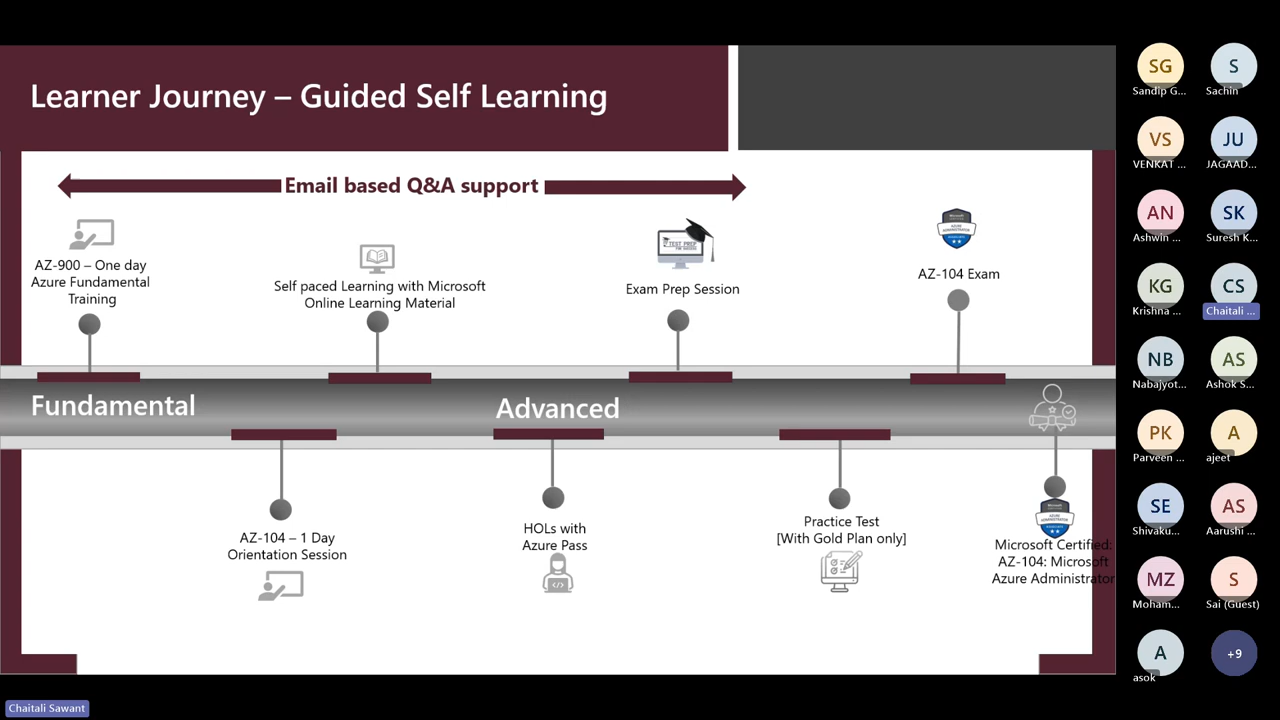 Learner Journey – Guided Self Learning
Email based Q&A support
AZ-900 – One day
Azure Fundamental
Training
Self paced Learning with Microsoft
Online Learning Material
TEST PREP
Exam Prep Session
AZ-104 Exam
Fundamental
Advanced
AZ-104 – 1 Day
Orientation Session
HOLs with
Azure Pass
Practice Test
[With Gold Plan only]
Microsoft Certified:
AZ-104: Microsoft
Azure Administrator
SG
Sandip G...
S
Sachin
VS
VENKAT ...
JU
JAGAAD...
AN
Ashwin ...
SK
Suresh K...
KG
Krishna ...
CS
Chaitali ...
NB
Nabajyot...
AS
Ashok S...
PK
Parveen ...
A
ajeet
SE
Shivaku...
AS
Aarushi ...
MZ
Moham...
S
Sai (Guest)
A
asok
+9
Chaitali Sawant